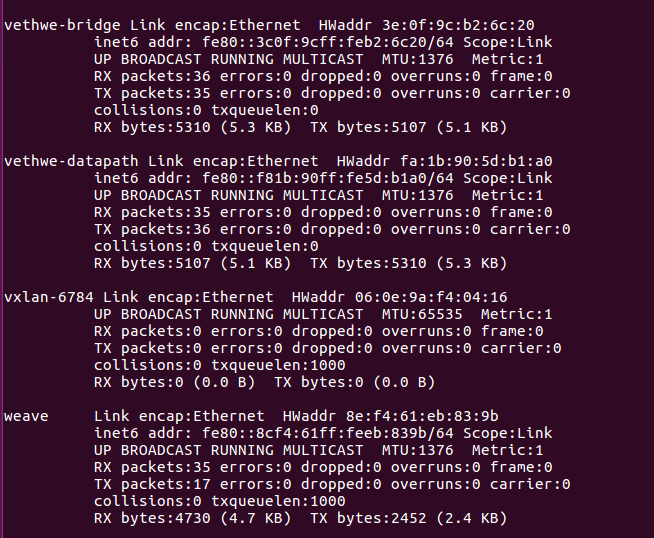 vethwe-bridge Link encap:Ethernet  HWaddr 3e:0f:9c:b2:6c:20
          inet6 addr: fe80::3c0f:9cff:feb2:6c20/64 Scope:Link
          UP BROADCAST RUNNING MULTICAST  MTU:1376  Metric:1
          RX packets:36 errors:0 dropped:0 overruns:0 frame:0
          TX packets:35 errors:0 dropped:0 overruns:0 carrier:0
          collisions:0 txqueuelen:0
          RX bytes:5310 (5.3 KB)  TX bytes:5107 (5.1 KB)

vethwe-datapath Link encap:Ethernet  HWaddr fa:1b:90:5d:b1:a0
          inet6 addr: fe80::f81b:90ff:fe5d:b1a0/64 Scope:Link
          UP BROADCAST RUNNING MULTICAST  MTU:1376  Metric:1
          RX packets:35 errors:0 dropped:0 overruns:0 frame:0
          TX packets:36 errors:0 dropped:0 overruns:0 carrier:0
          collisions:0 txqueuelen:0
          RX bytes:5107 (5.1 KB)  TX bytes:5310 (5.3 KB)

vxlan-6784 Link encap:Ethernet  HWaddr 06:0e:9a:f4:04:16
          UP BROADCAST RUNNING MULTICAST  MTU:65535  Metric:1
          RX packets:0 errors:0 dropped:0 overruns:0 frame:0
          TX packets:0 errors:0 dropped:0 overruns:0 carrier:0
          collisions:0 txqueuelen:1000
          RX bytes:0 (0.0 B)  TX bytes:0 (0.0 B)

weave     Link encap:Ethernet  HWaddr 8e:f4:61:eb:83:9b
          inet6 addr: fe80::8cf4:61ff:feeb:839b/64 Scope:Link
          UP BROADCAST RUNNING MULTICAST  MTU:1376  Metric:1
          RX packets:35 errors:0 dropped:0 overruns:0 frame:0
          TX packets:17 errors:0 dropped:0 overruns:0 carrier:0
          collisions:0 txqueuelen:1000
          RX bytes:4730 (4.7 KB)  TX bytes:2452 (2.4 KB)